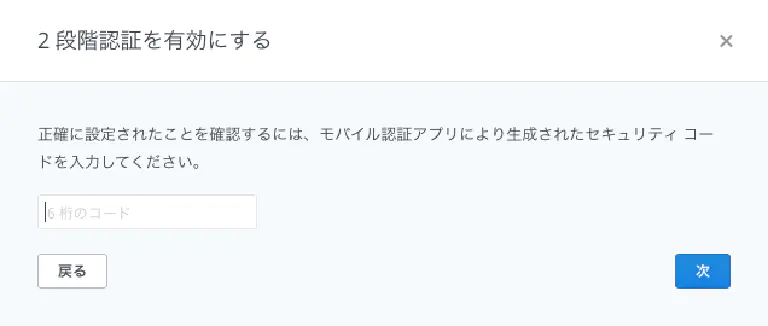 2 段階認証を有効にする
×
正確に設定されたことを確認するには、モバイル認証アプリにより生成されたセキュリティ コー
ドを入力してください。
6 桁のコード
戻る
次